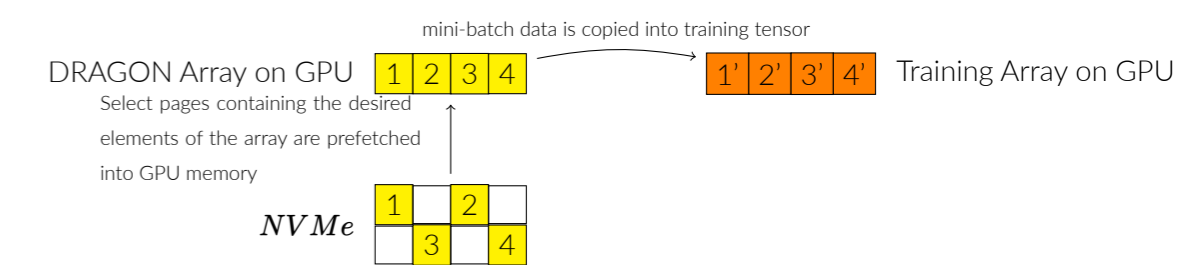 mini-batch data is copied into training tensor
DRAGON Array on GPU 1 2 3 4 1' 2' 3' 4' Training Array on GPU
Select pages containing the desired
elements of the array are prefetched
into GPU memory
NVMe 1 2
3 4